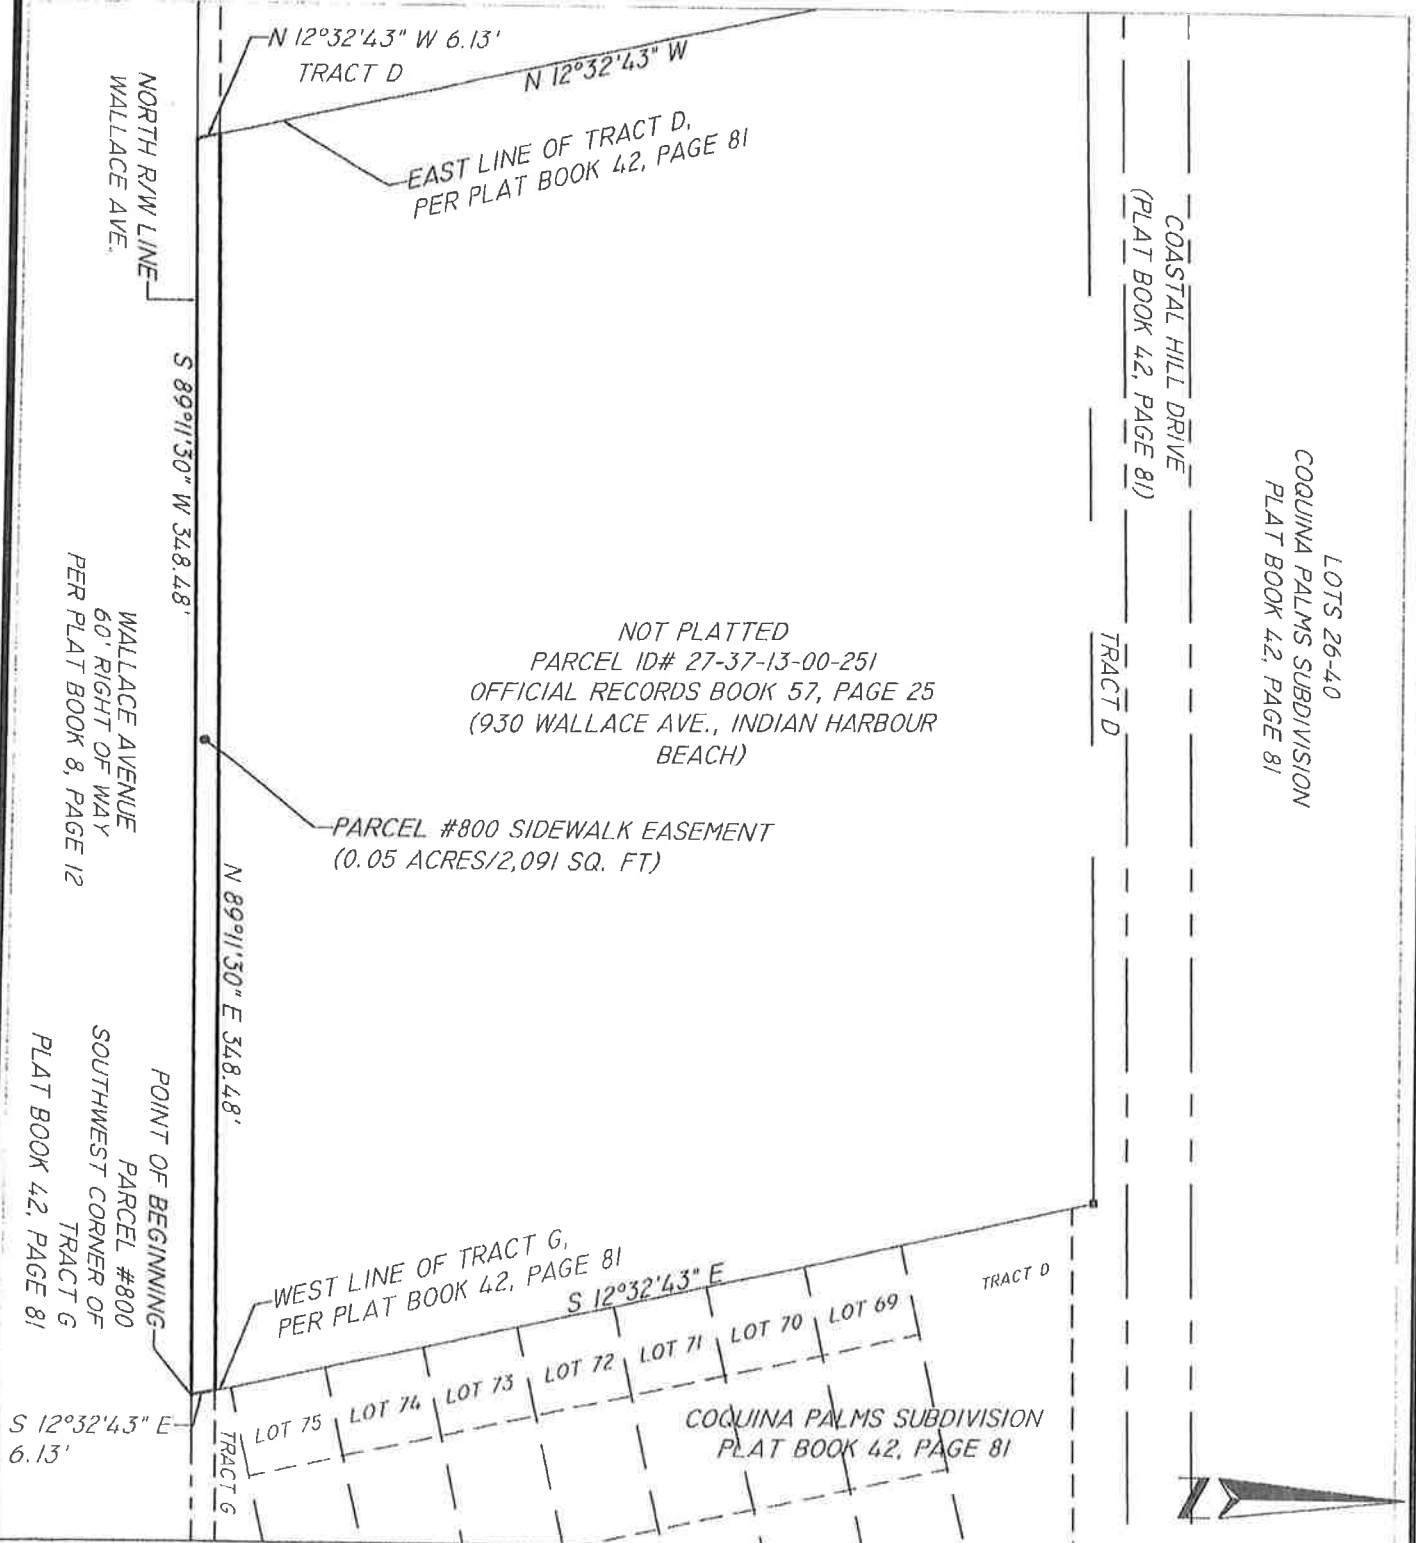 N 12°32'43" W 6.13'
TRACT D
N 12°32'43" W
EAST LINE OF TRACT D,
PER PLAT BOOK 42, PAGE 81
NORTH R/W LINE
WALLACE AVE.
S 89°11'30" W 348.48'
COASTAL HILL DRIVE
(PLAT BOOK 42, PAGE 81)
LOTS 26-40
COQUINA PALMS SUBDIVISION
PLAT BOOK 42, PAGE 81
TRACT D
NOT PLATTED
PARCEL ID# 27-37-13-00-251
OFFICIAL RECORDS BOOK 57, PAGE 25
(930 WALLACE AVE., INDIAN HARBOUR
BEACH)
WALLACE AVENUE
60' RIGHT OF WAY
PER PLAT BOOK 8, PAGE 12
PARCEL #800 SIDEWALK EASEMENT
(0.05 ACRES/2,091 SQ. FT)
N 89°11'30" E 348.48'
POINT OF BEGINNING
PARCEL #800
SOUTHWEST CORNER OF
TRACT G
PLAT BOOK 42, PAGE 81
WEST LINE OF TRACT G,
PER PLAT BOOK 42, PAGE 81
S 12°32'43" E
TRACT D
LOT 69
LOT 70
LOT 71
LOT 72
LOT 73
LOT 74
LOT 75
S 12°32'43" E
6.13'
TRACT G
COQUINA PALMS SUBDIVISION
PLAT BOOK 42, PAGE 81